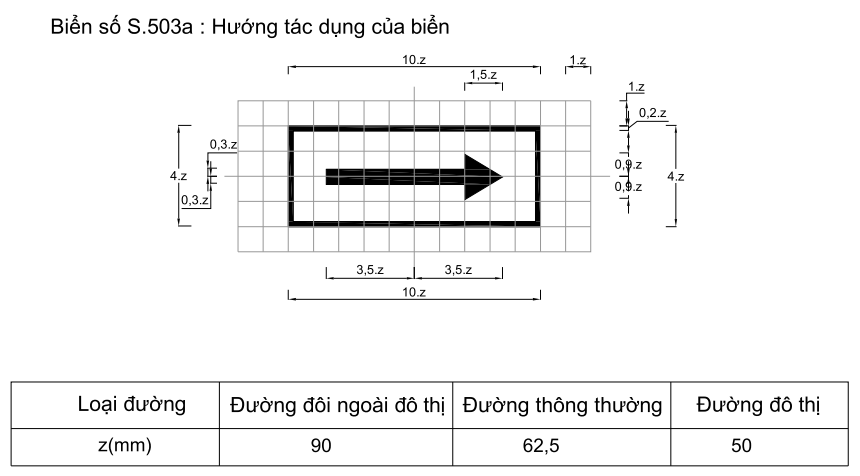 Biển số S.503a : Hướng tác dụng của biển
10.z
1.z
1,5.z
1.z
0,2.z
0,3.z
4.z
0,9.z
4.z
0,9.z
0,3.z
3,5.z 3,5.z
10.z
Loại đường Đường đôi ngoài đô thị Đường thông thường Đường đô thị
z(mm) 90 62,5 50